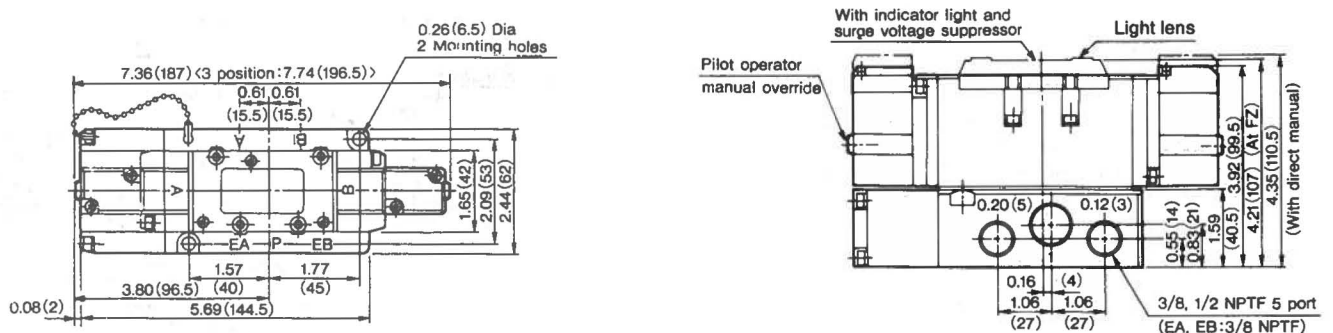 0.26(6.5) Dia
2 Mounting holes
7.36(187) <3 position:7.74(196.5)>
0.61 0.61
(15.5) (15.5)
A B
A B
EA P EB
1.65(42)
2.09(53)
2.44(62)
1.57
(40)
1.77
(45)
3.80(96.5)
0.08(2)
5.69(144.5)
With indicator light and
surge voltage suppressor
Light lens
Pilot operator
manual override
0.20(5)
0.12(3)
0.55(14)
0.83(21)
1.59
(40.5)
3.92(99.5)
4.21(107) (At FZ)
4.35(110.5)
(With direct manual)
0.16 (4)
1.06 1.06
(27) (27)
3/8, 1/2 NPTF 5 port
(EA, EB:3/8 NPTF)